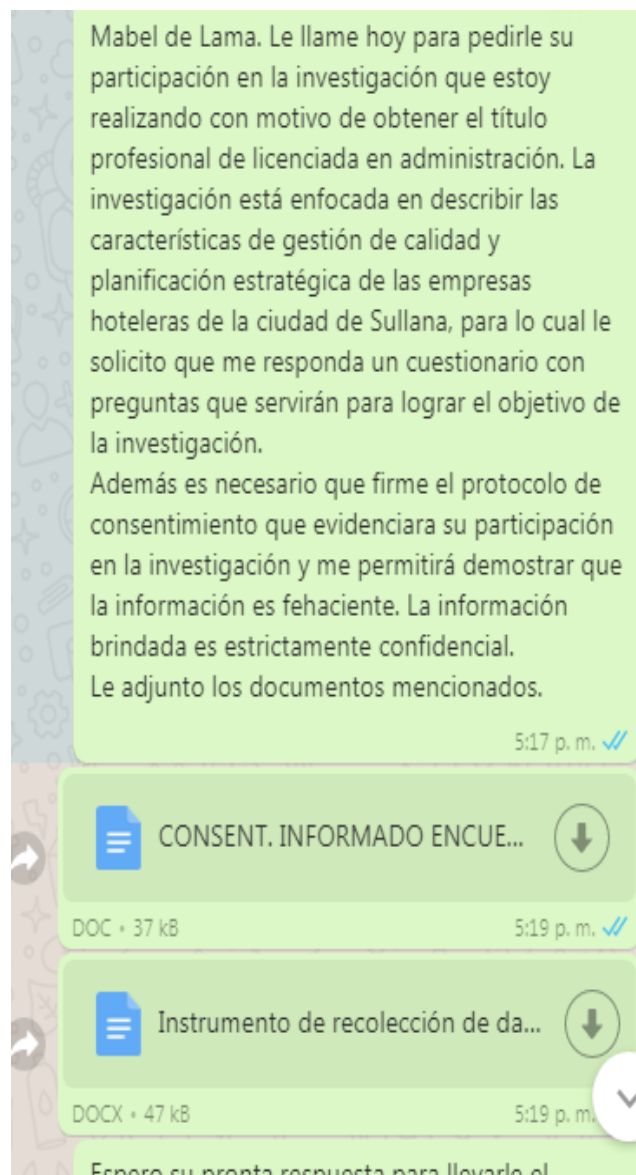 Mabel de Lama. Le llame hoy para pedirle su
participación en la investigación que estoy
realizando con motivo de obtener el título
profesional de licenciada en administración. La
investigación está enfocada en describir las
características de gestión de calidad y
planificación estratégica de las empresas
hoteleras de la ciudad de Sullana, para lo cual le
solicito que me responda un cuestionario con
preguntas que servirán para lograr el objetivo de
la investigación.
Además es necesario que firme el protocolo de
consentimiento que evidenciara su participación
en la investigación y me permitirá demostrar que
la información es fehaciente. La información
brindada es estrictamente confidencial.
Le adjunto los documentos mencionados.
5:17 p. m.
CONSENT. INFORMADO ENCUE...
DOC • 37 kB 5:19 p. m.
Instrumento de recolección de da...
DOCX • 47 kB 5:19 p. m.
Espero su pronta respuesta para llevarle el